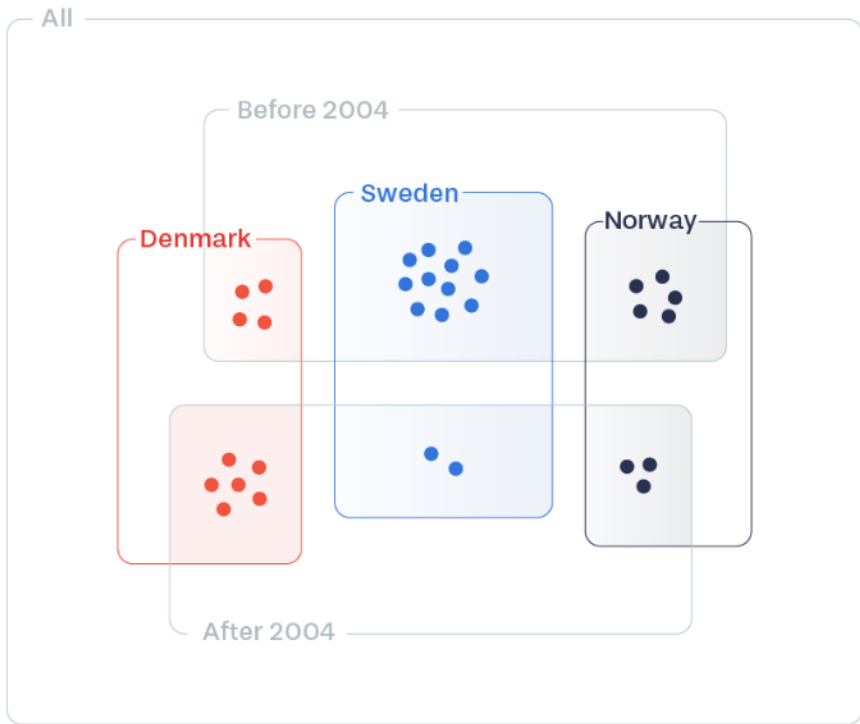 All
Before 2004
Sweden
Norway
Denmark
After 2004